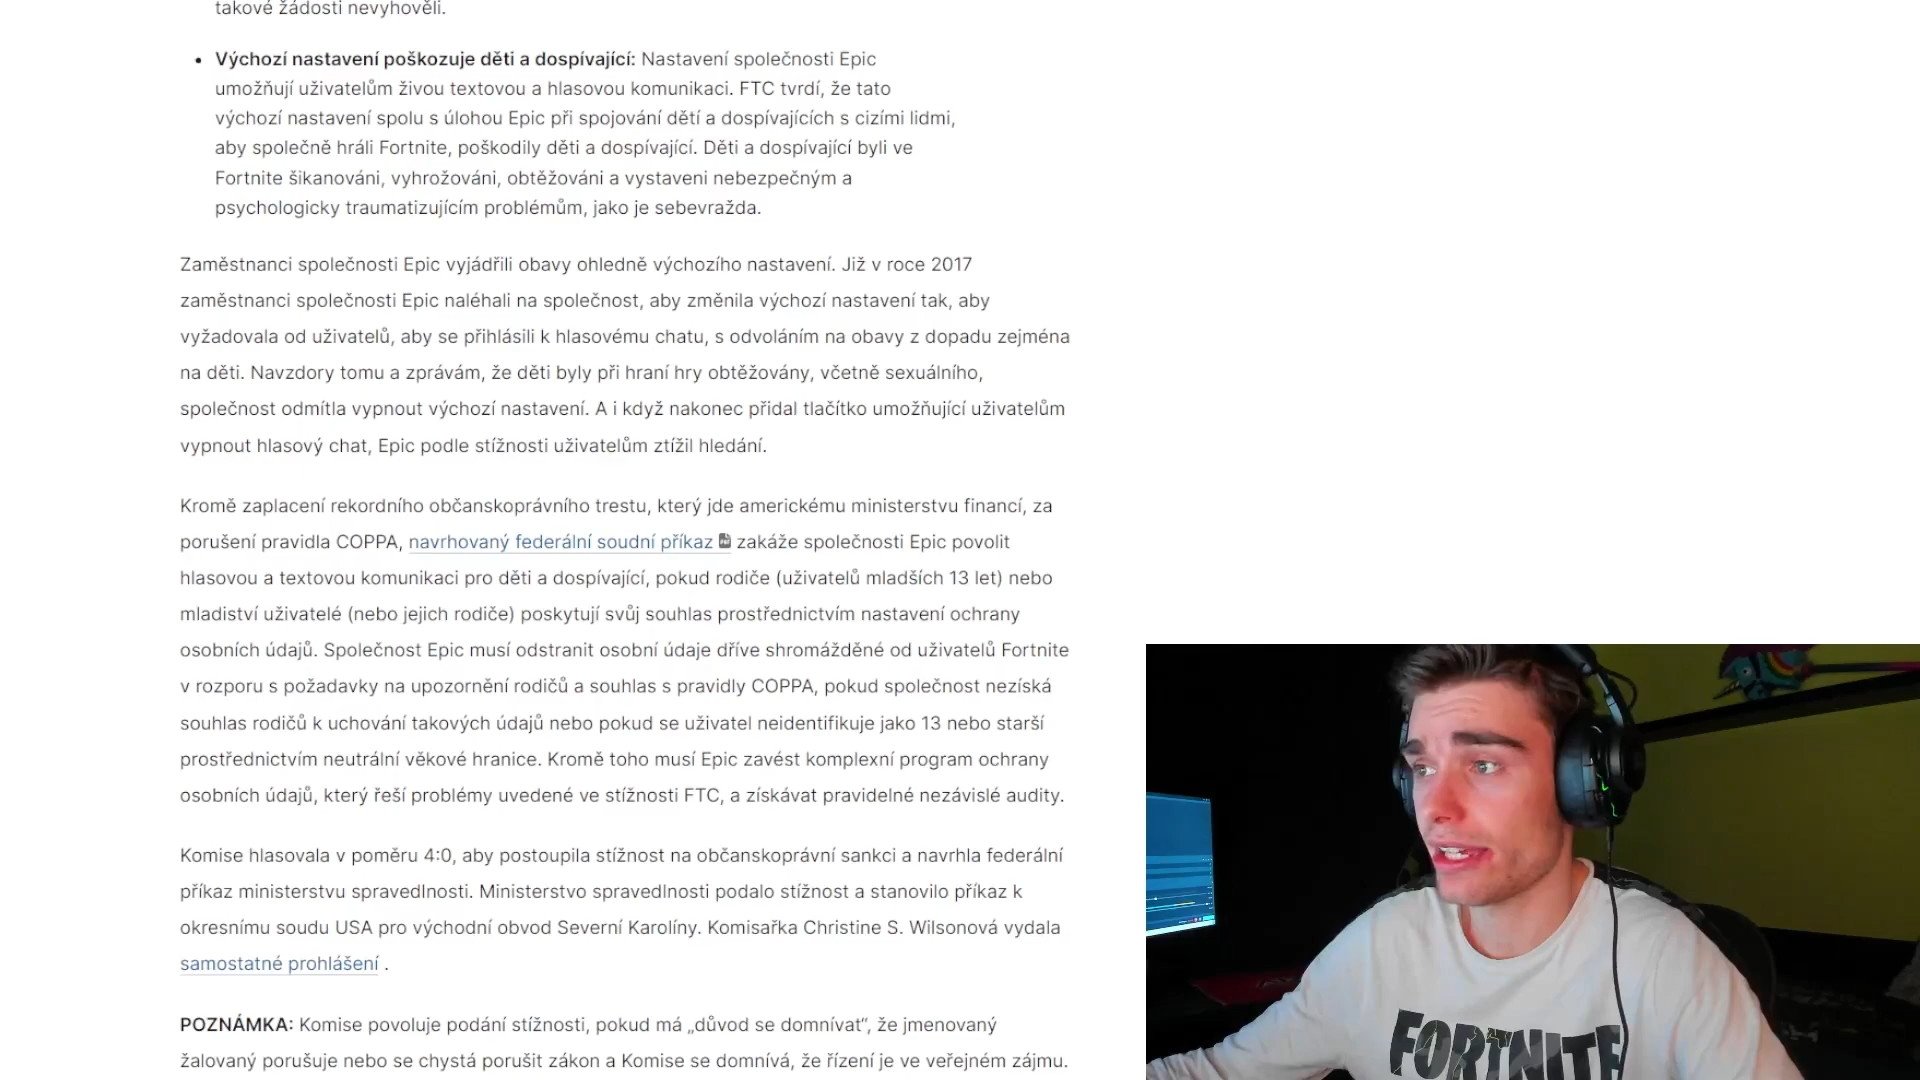 takové žádosti nevyhověli.
• Výchozí nastavení poškozuje děti a dospívající: Nastavení společnosti Epic
umožňují uživatelům živou textovou a hlasovou komunikaci. FTC tvrdí, že tato
výchozí nastavení spolu s úlohou Epic při spojování dětí a dospívajících s cizími lidmi,
aby společně hráli Fortnite, poškodily děti a dospívající. Děti a dospívající byli ve
Fortnite šikanováni, vyhrožováni, obtěžováni a vystaveni nebezpečným a
psychologicky traumatizujícím problémům, jako je sebevražda.
Zaměstnanci společnosti Epic vyjádřili obavy ohledně výchozího nastavení. Již v roce 2017
zaměstnanci společnosti Epic naléhali na společnost, aby změnila výchozí nastavení tak, aby
vyžadovala od uživatelů, aby se přihlásili k hlasovému chatu, s odvoláním na obavy z dopadu zejména
na děti. Navzdory tomu a zprávám, že děti byly při hraní hry obtěžovány, včetně sexuálního,
společnost odmítla vypnout výchozí nastavení. A i když nakonec přidal tlačítko umožňující uživatelům
vypnout hlasový chat, Epic podle stížnosti uživatelům ztížil hledání.
Kromě zaplacení rekordního občanskoprávního trestu, který jde americkému ministerstvu financí, za
porušení pravidla COPPA, navrhovaný federální soudní příkaz zakáže společnosti Epic povolit
hlasovou a textovou komunikaci pro děti a dospívající, pokud rodiče (uživatelů mladších 13 let) nebo
mladiství uživatelé (nebo jejich rodiče) poskytují svůj souhlas prostřednictvím nastavení ochrany
osobních údajů. Společnost Epic musí odstranit osobní údaje dříve shromážděné od uživatelů Fortnite
v rozporu s požadavky na upozornění rodičů a souhlas s pravidly COPPA, pokud společnost nezíská
souhlas rodičů k uchování takových údajů nebo pokud se uživatel neidentifikuje jako 13 nebo starší
prostřednictvím neutrální věkové hranice. Kromě toho musí Epic zavést komplexní program ochrany
osobních údajů, který řeší problémy uvedené ve stížnosti FTC, a získávat pravidelné nezávislé audity.
Komise hlasovala v poměru 4:0, aby postoupila stížnost na občanskoprávní sankci a navrhla federální
příkaz ministerstvu spravedlnosti. Ministerstvo spravedlnosti podalo stížnost a stanovilo příkaz k
okresnímu soudu USA pro východní obvod Severní Karolíny. Komisařka Christine S. Wilsonová vydala
samostatné prohlášení .
POZNÁMKA: Komise povoluje podání stížnosti, pokud má „důvod se domnívat“, že jmenovaný
žalovaný porušuje nebo se chystá porušit zákon a Komise se domnívá, že řízení je ve veřejném zájmu.
FORTNITE